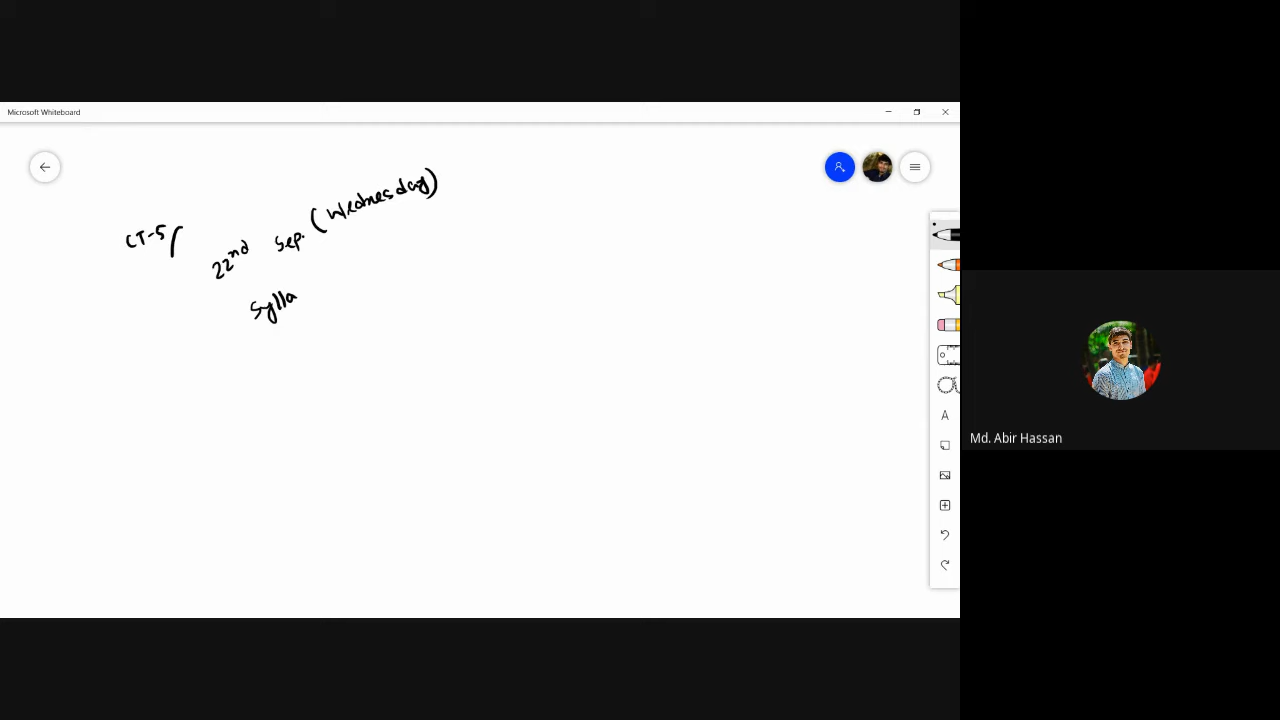 Microsoft Whiteboard
CT-5/
22nd Sep. (Wednesday)
Sylla
A
Md. Abir Hassan